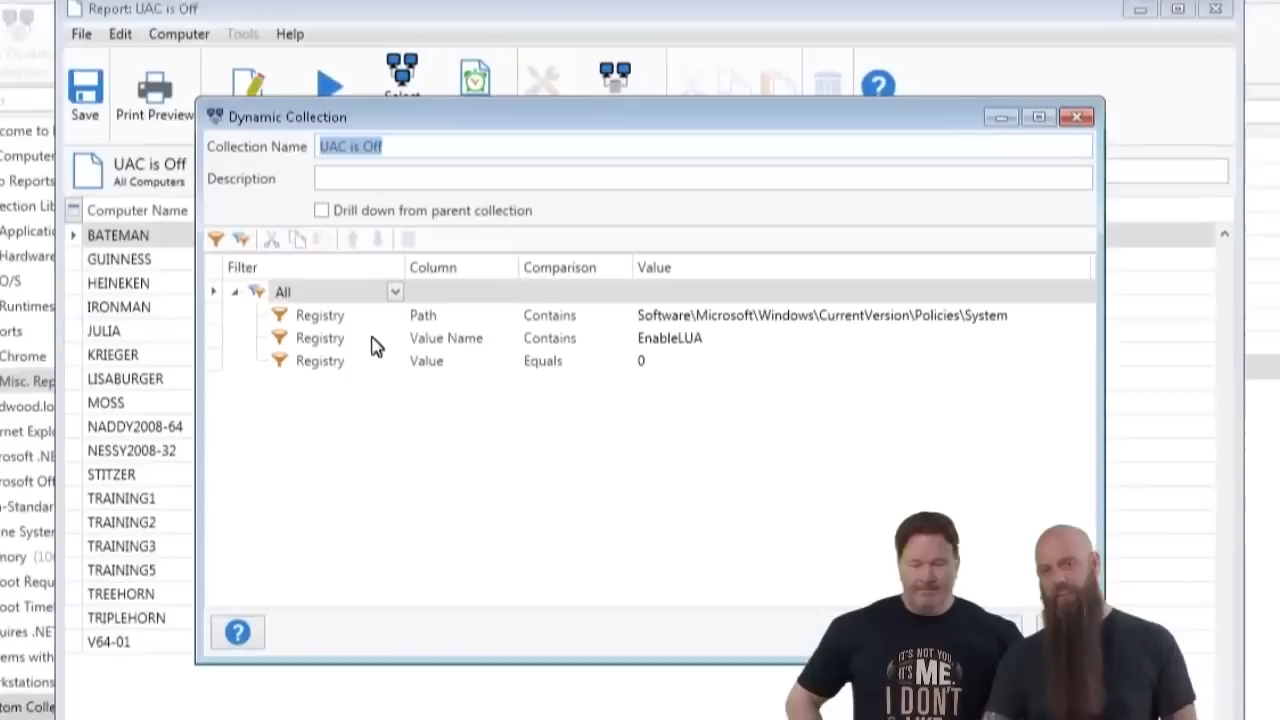 Report: UAC is Off
File Edit Computer Tools Help
Save
Print Preview
UAC is Off
All Computers
Computer Name
BATEMAN
GUINNESS
HEINEKEN
IRONMAN
JULIA
KRIEGER
LISABURGER
MOSS
NADDY2008-64
NESSY2008-32
STITZER
TRAINING1
TRAINING2
TRAINING3
TRAINING5
TREEHORN
TRIPLEHORN
V64-01
Dynamic Collection
Collection Name UAC is Off
Description
Drill down from parent collection
Filter Column Comparison Value
All
Registry Path Contains Software\Microsoft\Windows\CurrentVersion\Policies\System
Registry Value Name Contains EnableLUA
Registry Value Equals 0
IT'S NOT YOU
IT'S ME.
I DON'T